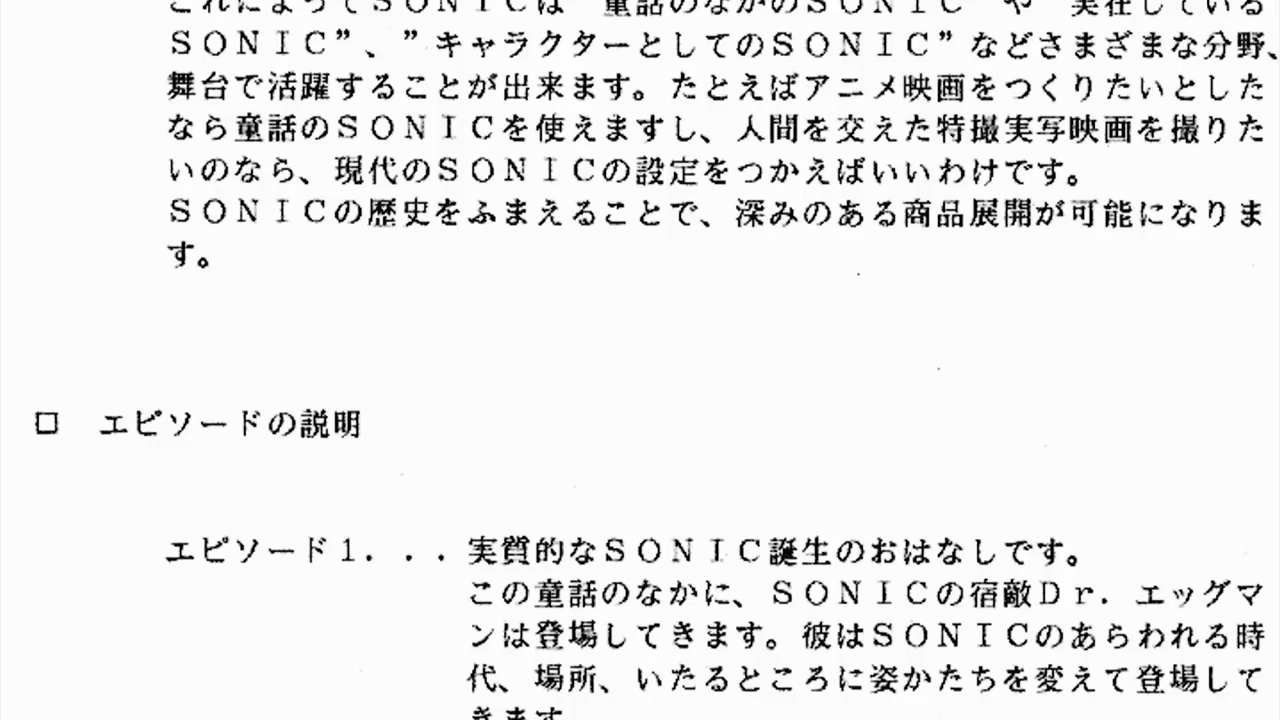 これによってＳＯＮＩＣは”童話のなかのＳＯＮＩＣ”や”実在している
ＳＯＮＩＣ”、”キャラクターとしてのＳＯＮＩＣ”などさまざまな分野、
舞台で活躍することが出来ます。たとえばアニメ映画をつくりたいとした
なら童話のＳＯＮＩＣを使えますし、人間を交えた特撮実写映画を撮りた
いのなら、現代のＳＯＮＩＣの設定をつかえばいいわけです。
ＳＯＮＩＣの歴史をふまえることで、深みのある商品展開が可能になりま
す。
□　エピソードの説明
エピソード１．．．実質的なＳＯＮＩＣ誕生のおはなしです。
この童話のなかに、ＳＯＮＩＣの宿敵Ｄｒ．エッグマ
ンは登場してきます。彼はＳＯＮＩＣのあらわれる時
代、場所、いたるところに姿かたちを変えて登場して
きます